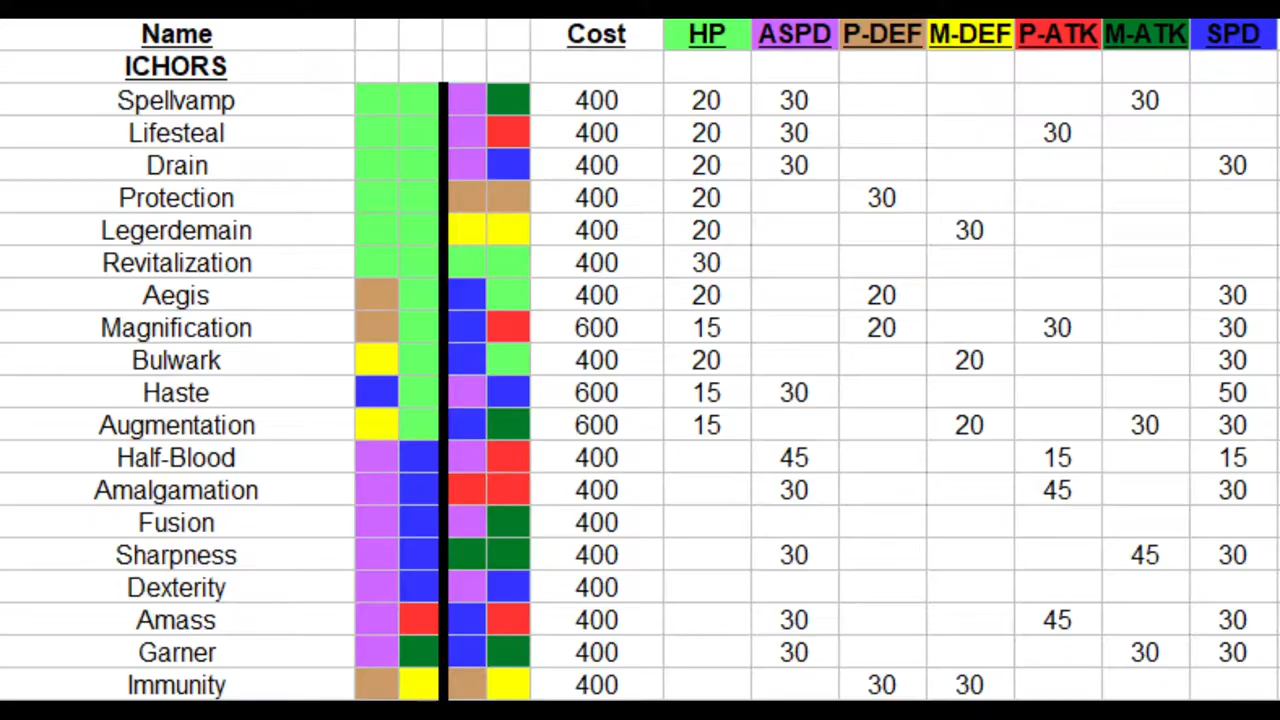 Name Cost HP ASPD P-DEF M-DEF P-ATK M-ATK SPD
ICHORS
Spellvamp 400 20 30 30
Lifesteal 400 20 30 30
Drain 400 20 30 30
Protection 400 20 30
Legerdemain 400 20 30
Revitalization 400 30
Aegis 400 20 20 30
Magnification 600 15 20 30 30
Bulwark 400 20 20 30
Haste 600 15 30 50
Augmentation 600 15 20 30 30
Half-Blood 400 45 15 15
Amalgamation 400 30 45 30
Fusion 400
Sharpness 400 30 45 30
Dexterity 400
Amass 400 30 45 30
Garner 400 30 30 30
Immunity 400 30 30